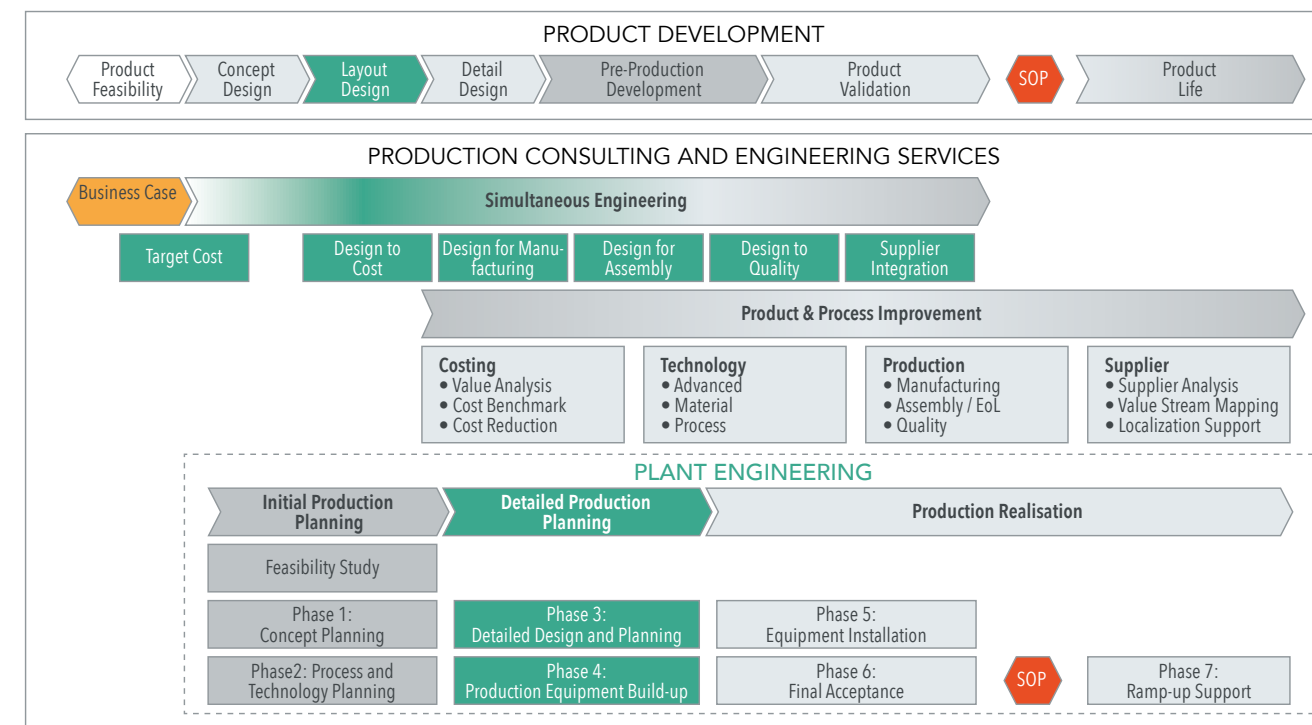 PRODUCT DEVELOPMENT
Product
Feasibility
Concept
Design
Layout
Design
Detail
Design
Pre-Production
Development
Product
Validation
SOP
Product
Life
PRODUCTION CONSULTING AND ENGINEERING SERVICES
Business Case
Simultaneous Engineering
Target Cost
Design to
Cost
Design for Manu-
facturing
Design for
Assembly
Design to
Quality
Supplier
Integration
Product & Process Improvement
Costing
• Value Analysis
• Cost Benchmark
• Cost Reduction
Technology
• Advanced
• Material
• Process
Production
• Manufacturing
• Assembly / EoL
• Quality
Supplier
• Supplier Analysis
• Value Stream Mapping
• Localization Support
PLANT ENGINEERING
Initial Production
Planning
Detailed Production
Planning
Production Realisation
Feasibility Study
Phase 1:
Concept Planning
Phase 3:
Detailed Design and Planning
Phase 5:
Equipment Installation
Phase2: Process and
Technology Planning
Phase 4:
Production Equipment Build-up
Phase 6:
Final Acceptance
SOP
Phase 7:
Ramp-up Support